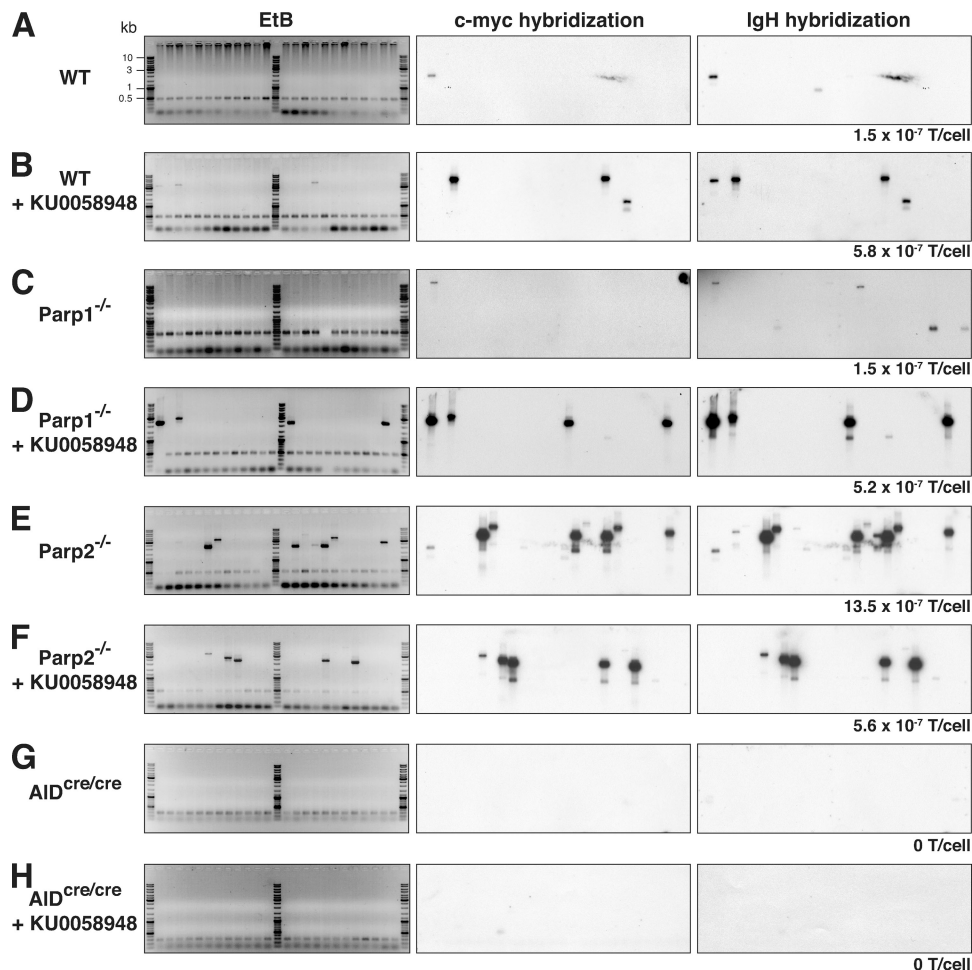 A
EtB
c-myc hybridization
IgH hybridization
kb
10
3
1
0.5
WT
1.5 x 10⁻⁷ T/cell
B
WT
+ KU0058948
5.8 x 10⁻⁷ T/cell
C
Parp1⁻/⁻
1.5 x 10⁻⁷ T/cell
D
Parp1⁻/⁻
+ KU0058948
5.2 x 10⁻⁷ T/cell
E
Parp2⁻/⁻
13.5 x 10⁻⁷ T/cell
F
Parp2⁻/⁻
+ KU0058948
5.6 x 10⁻⁷ T/cell
G
AIDcre/cre
0 T/cell
H
AIDcre/cre
+ KU0058948
0 T/cell